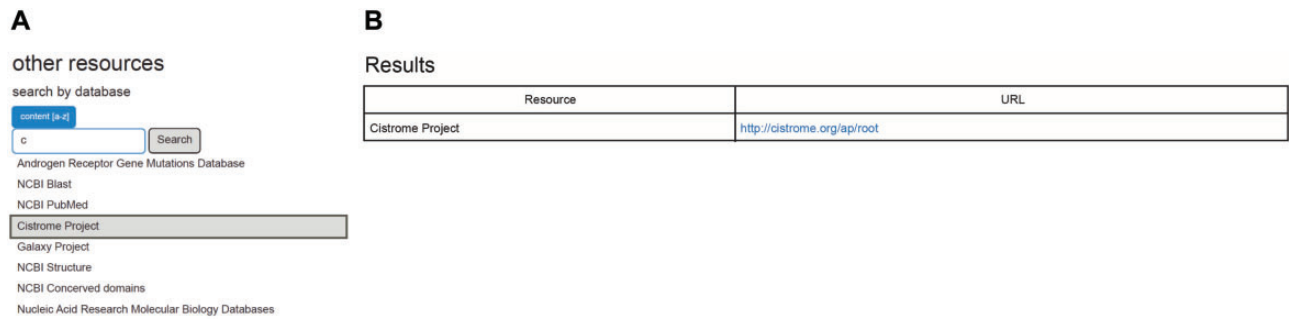 A
other resources
search by database
content [a-z]
c
Search
Androgen Receptor Gene Mutations Database
NCBI Blast
NCBI PubMed
Cistrome Project
Galaxy Project
NCBI Structure
NCBI Concerved domains
Nucleic Acid Research Molecular Biology Databases
B
Results
Resource URL
Cistrome Project http://cistrome.org/ap/root